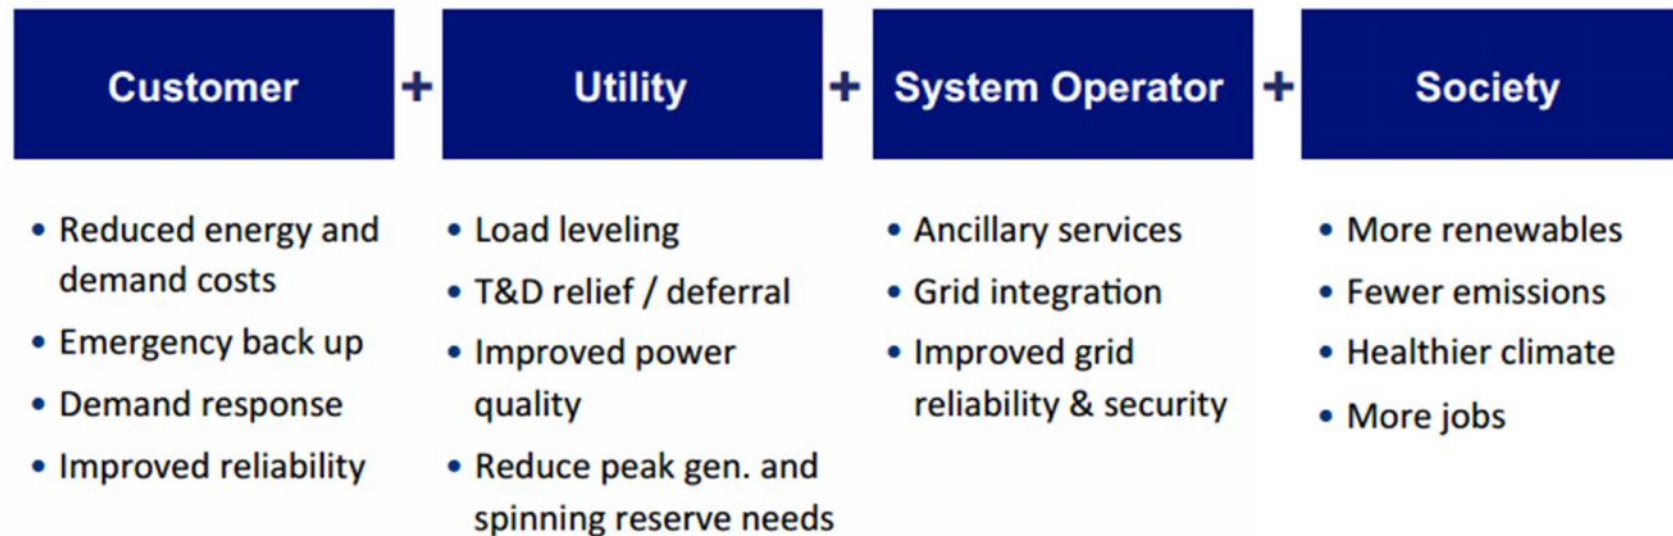 Customer + Utility + System Operator + Society
• Reduced energy and
demand costs
• Emergency back up
• Demand response
• Improved reliability
• Load leveling
• T&D relief / deferral
• Improved power
quality
• Reduce peak gen. and
spinning reserve needs
• Ancillary services
• Grid integration
• Improved grid
reliability & security
• More renewables
• Fewer emissions
• Healthier climate
• More jobs